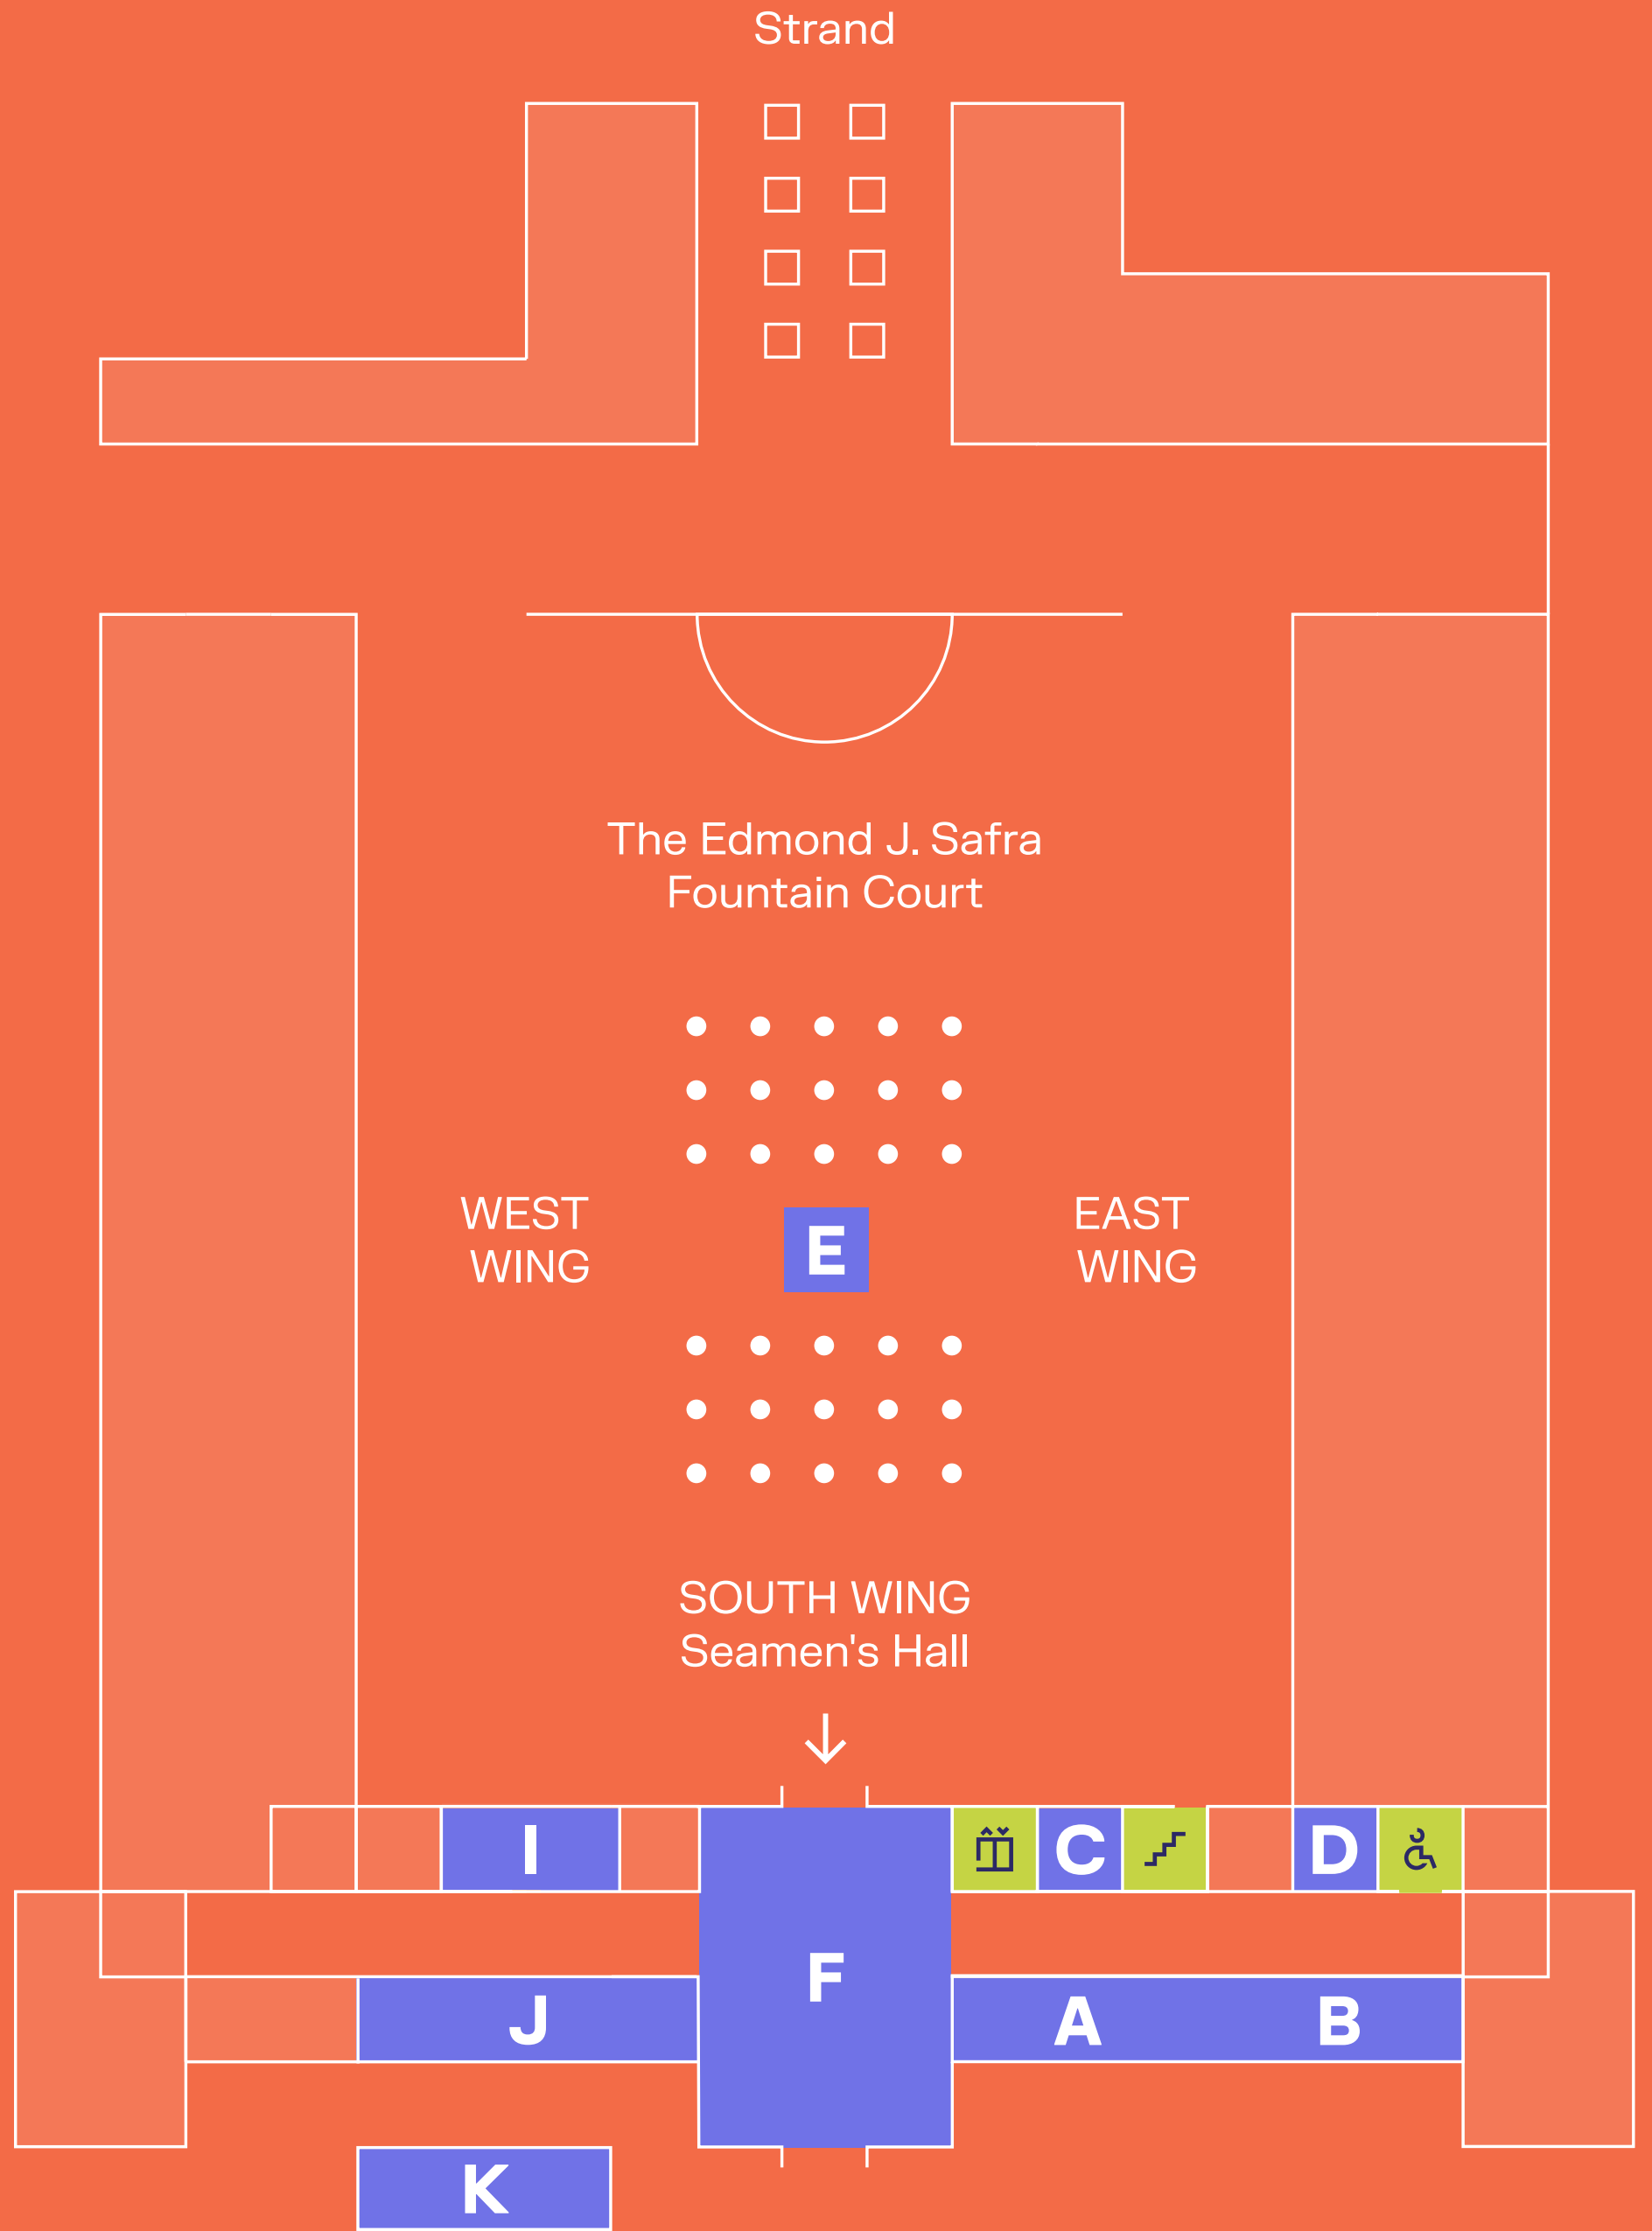 Strand
The Edmond J. Safra
Fountain Court
WEST
WING
EAST
WING
E
SOUTH WING
Seamen's Hall
I
C
D
F
J
A
B
K